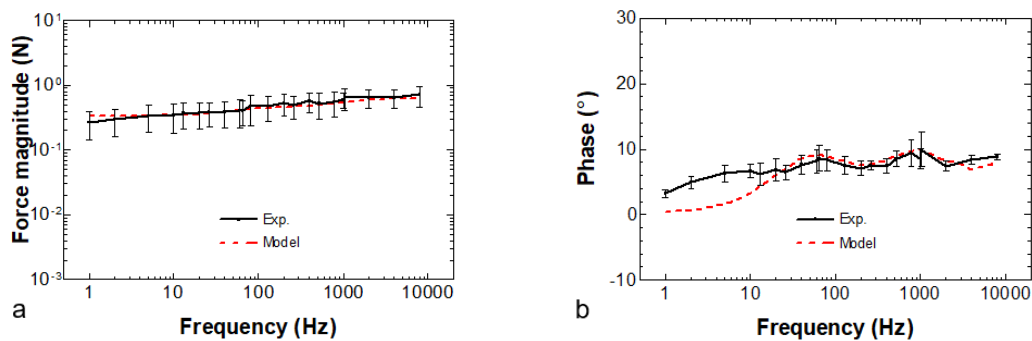 Force magnitude (N)
10¹
10⁰
10⁻¹
10⁻²
10⁻³
Exp.
Model
1 10 100 1000 10000
Frequency (Hz)
a
Phase (°)
30
20
10
0
-10
Exp.
Model
1 10 100 1000 10000
Frequency (Hz)
b